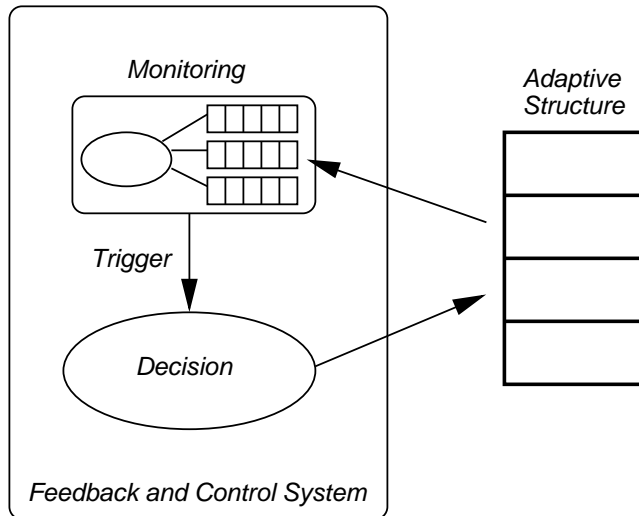 Monitoring
Adaptive
Structure
Trigger
Decision
Feedback and Control System